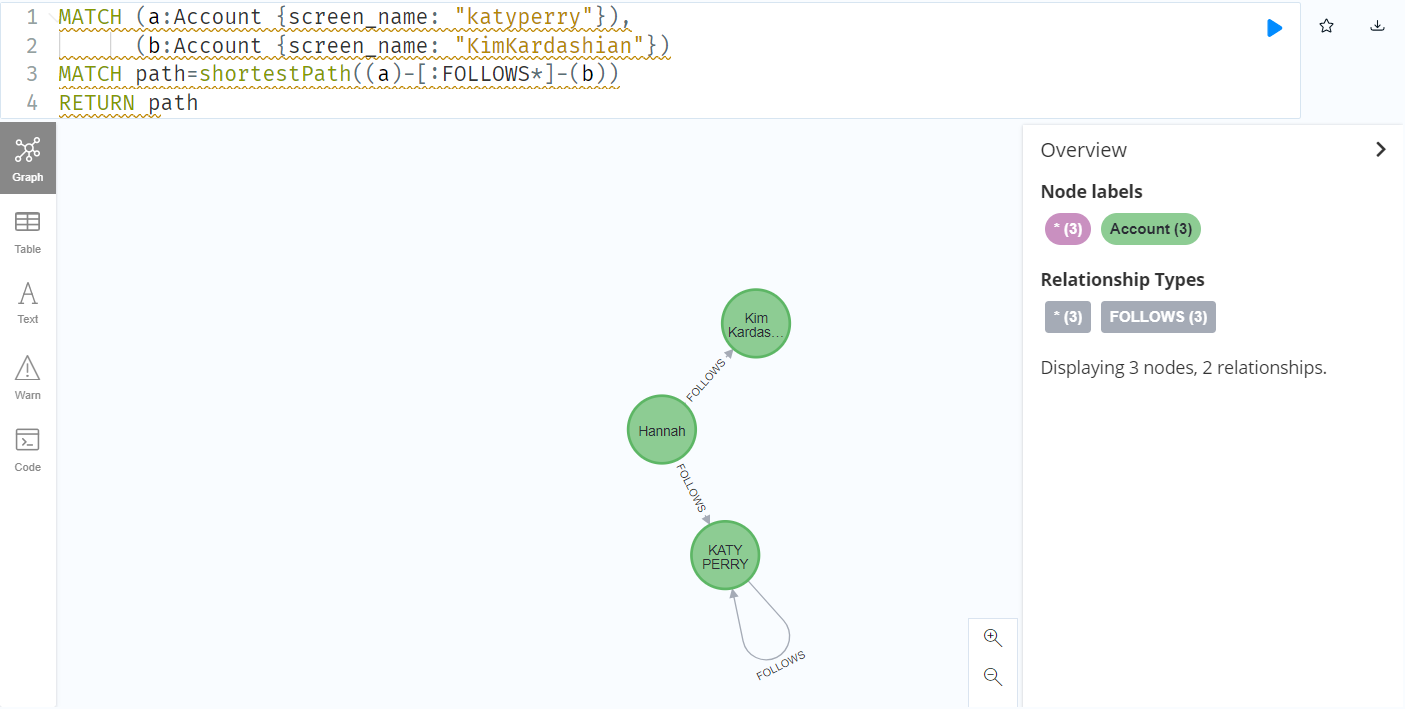 1 MATCH (a:Account {screen_name: "katyperry"}),
2 (b:Account {screen_name: "KimKardashian"})
3 MATCH path=shortestPath((a)-[:FOLLOWS*]-(b))
4 RETURN path
Graph
Table
Text
Warn
Code
Kim
Kardas...
FOLLOWS
Hannah
FOLLOWS
KATY
PERRY
FOLLOWS
Overview
Node labels
* (3) Account (3)
Relationship Types
* (3) FOLLOWS (3)
Displaying 3 nodes, 2 relationships.